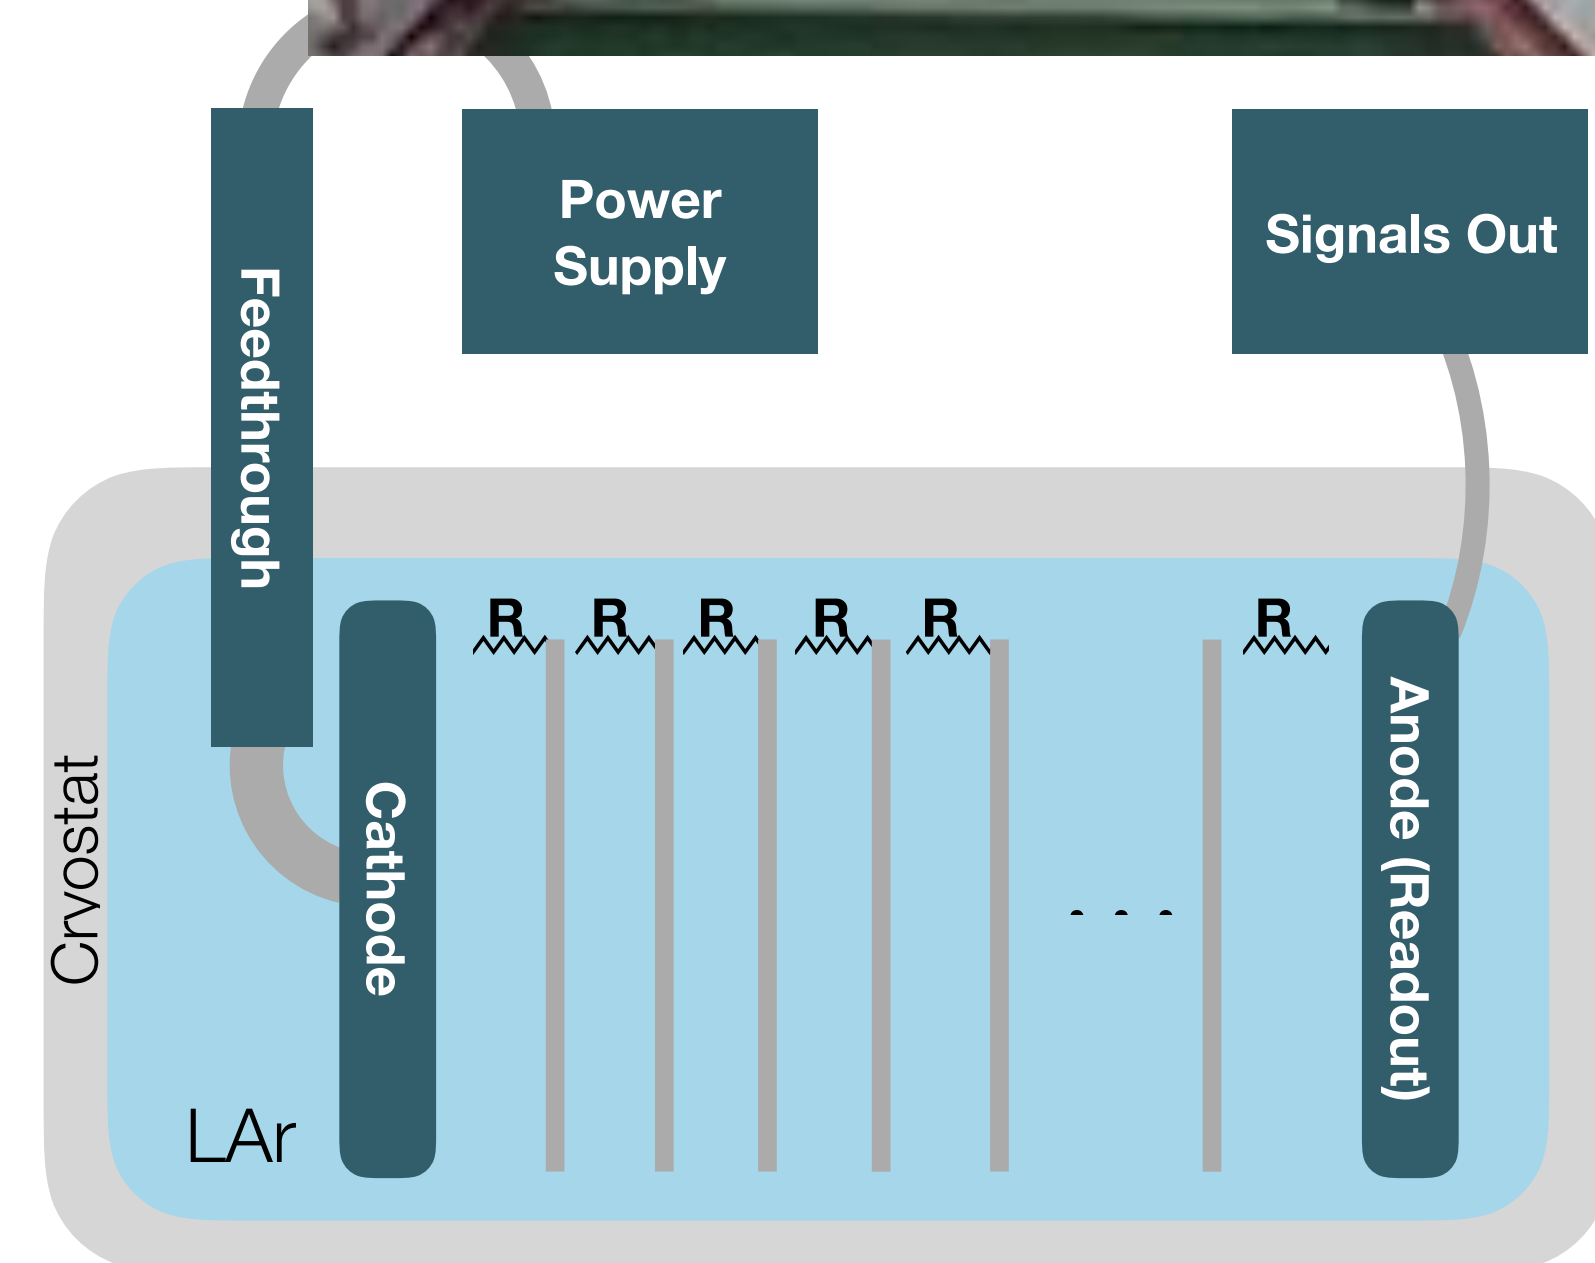 Power
Supply
Signals Out
Feedthrough
R R R R R R
Cathode
Anode (Readout)
. . .
Cryostat
LAr